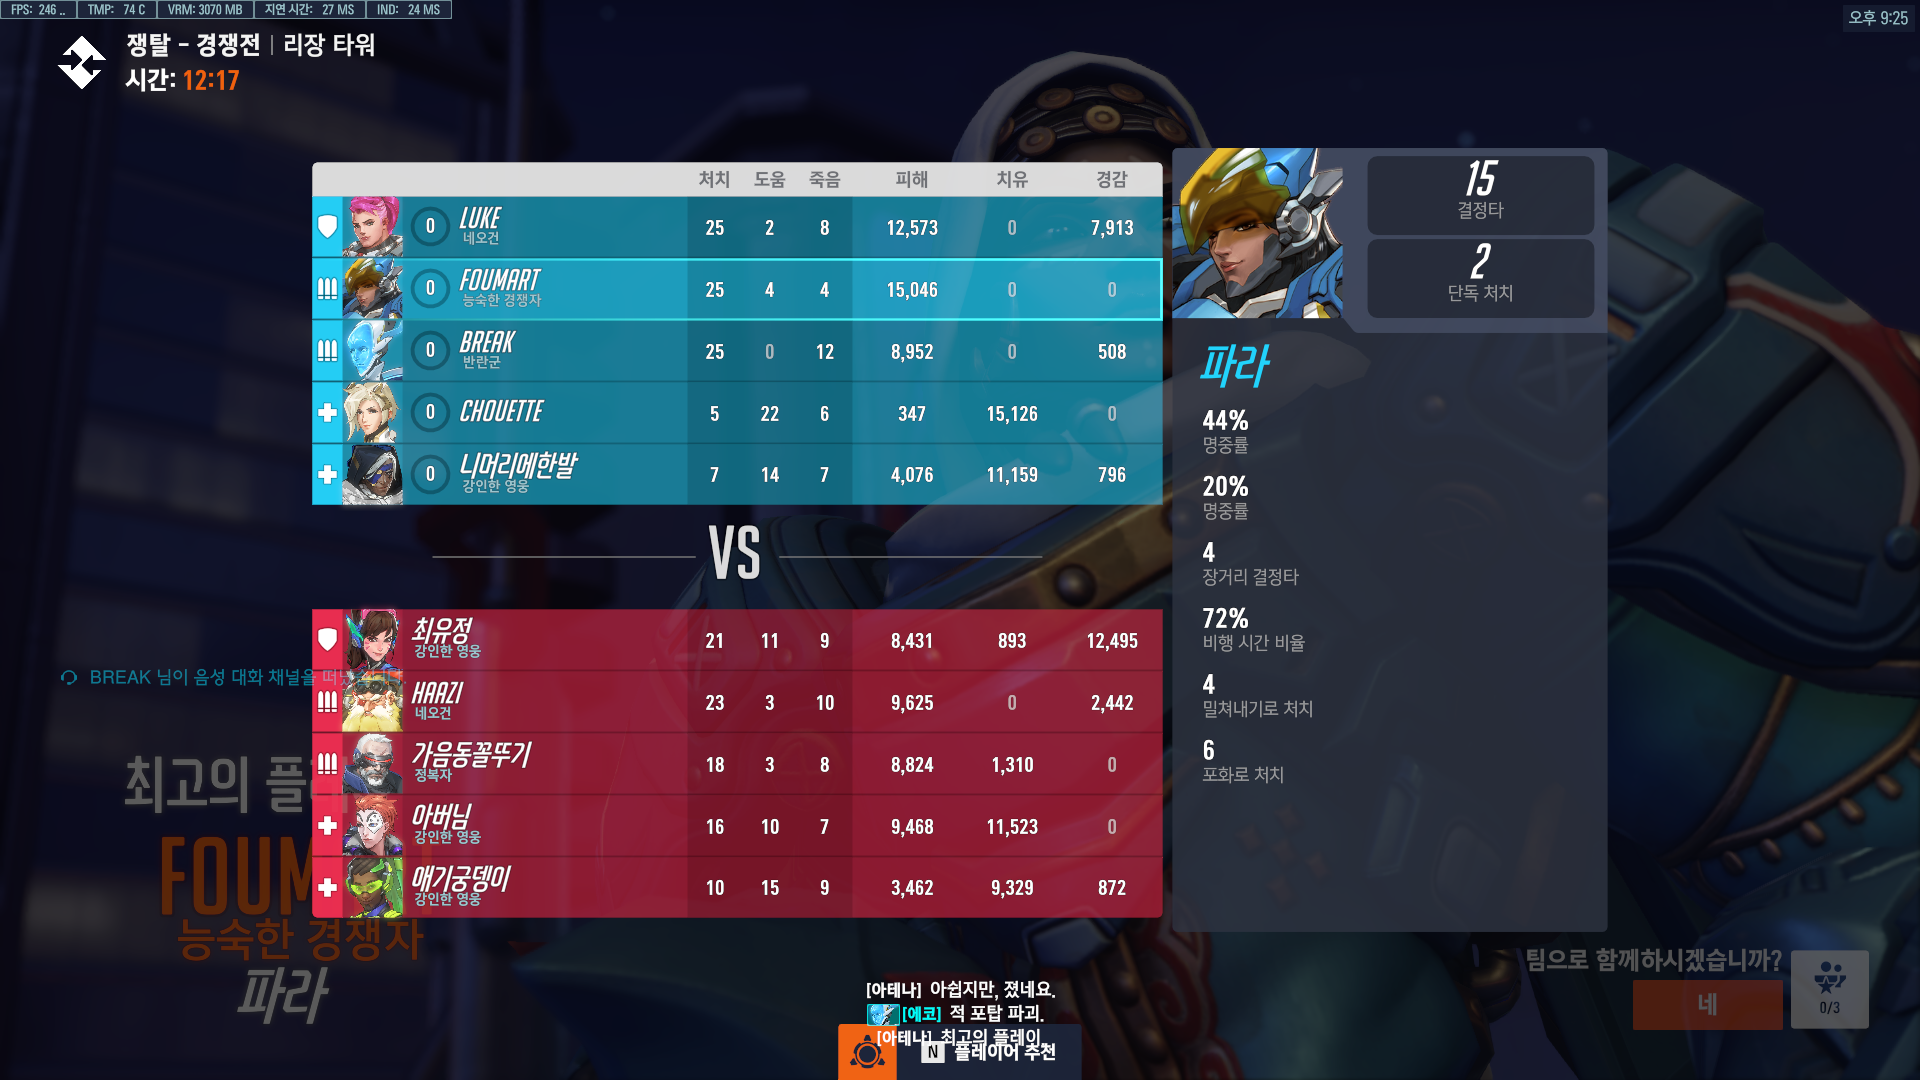 FPS: 246 .. TMP: 74 C VRM: 3070 MB 지연 시간: 27 MS IND: 24 MS
오후 9:25
쟁탈 - 경쟁전 | 리장 타워
시간: 12:17
처치 도움 죽음 피해 치유 경감
0 LUKE 25 2 8 12,573 0 7,913
네오건
0 FOUMART 25 4 4 15,046 0 0
능숙한 경쟁자
0 BREAK 25 0 12 8,952 0 508
반란군
0 CHOUETTE 5 22 6 347 15,126 0
0 니머리에한발 7 14 7 4,076 11,159 796
강인한 영웅
VS
최유정 21 11 9 8,431 893 12,495
강인한 영웅
HAAZI 23 3 10 9,625 0 2,442
네오건
가음동꼴뚜기 18 3 8 8,824 1,310 0
정복자
아버님 16 10 7 9,468 11,523 0
강인한 영웅
애기궁뎅이 10 15 9 3,462 9,329 872
강인한 영웅
15
결정타
2
단독 처치
파라
44%
명중률
20%
명중률
4
장거리 결정타
72%
비행 시간 비율
4
밀쳐내기로 처치
6
포화로 처치
BREAK 님이 음성 대화 채널을
최고의
FOUM
능숙한 경쟁자
파라
[아테나] 아쉽지만, 졌네요.
[에코] 적 포탑 파괴.
[아테나] 최고의 플레이.
N 플레이어 추천
팀으로 함께하시겠습니까?
네
0/3